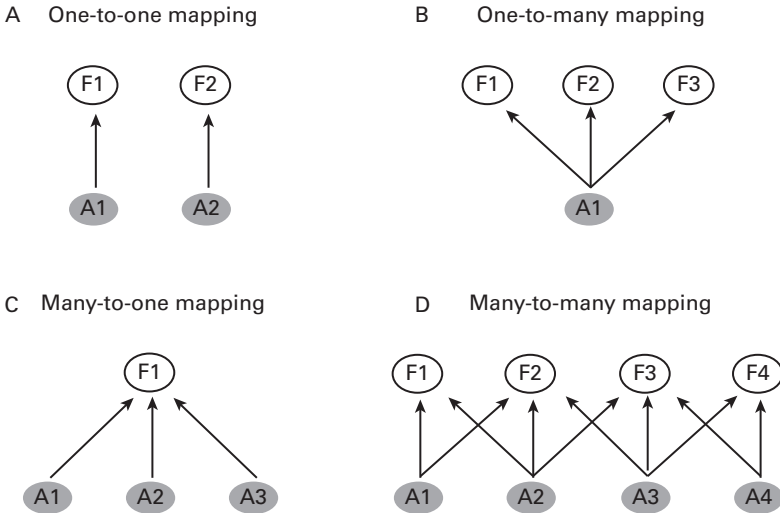 A One-to-one mapping
B One-to-many mapping
F1 F2
F1 F2 F3
A1 A2
A1
C Many-to-one mapping
D Many-to-many mapping
F1
F1 F2 F3 F4
A1 A2 A3
A1 A2 A3 A4